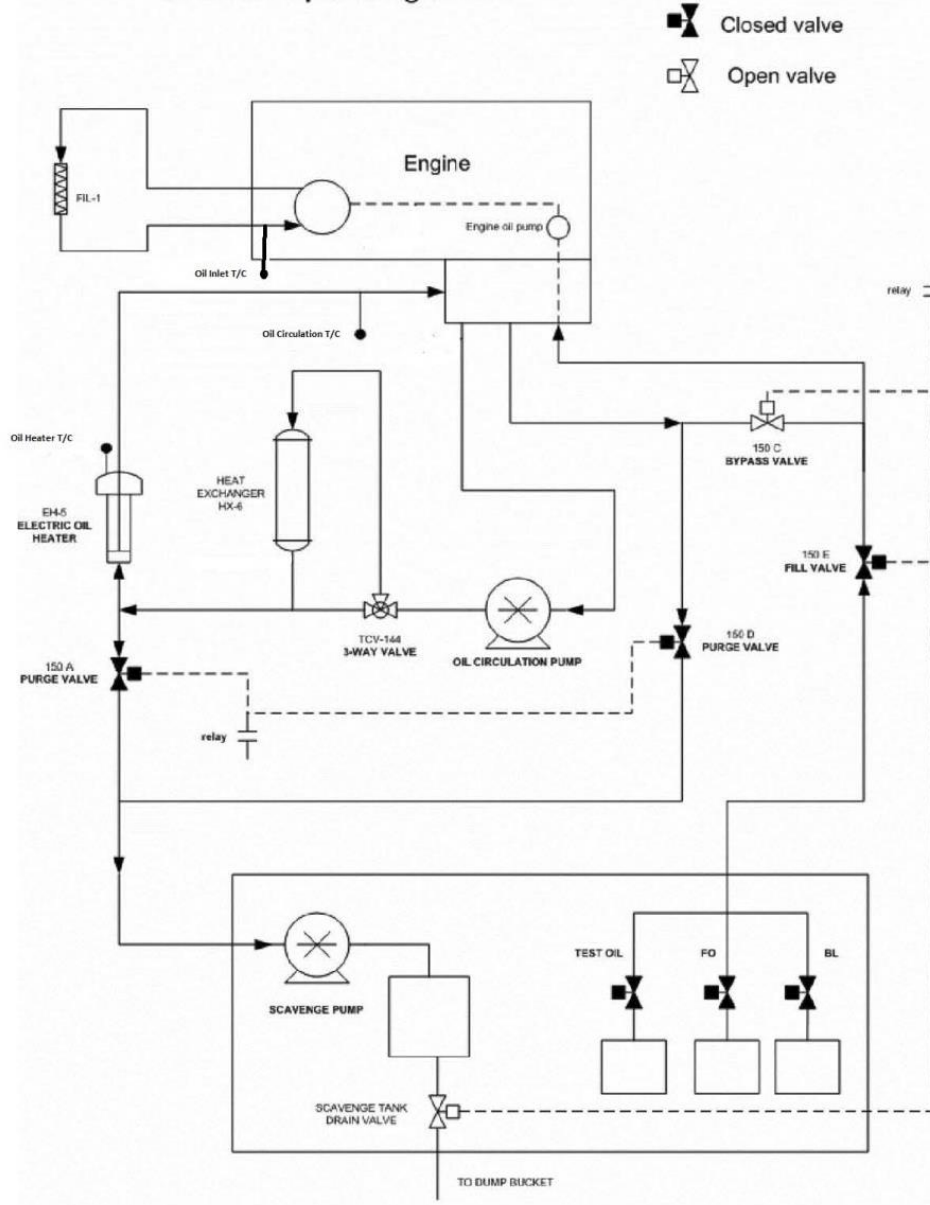 Closed valve
Open valve
Engine
FIL-1
Engine oil pump
Oil Inlet T/C
relay
Oil Circulation T/C
Oil Heater T/C
150 C
BYPASS VALVE
HEAT
EXCHANGER
HX-6
EH-5
ELECTRIC OIL
HEATER
150 E
FILL VALVE
TCV-144
3-WAY VALVE
OIL CIRCULATION PUMP
150 D
PURGE VALVE
150 A
PURGE VALVE
relay
TEST OIL
FO
BL
SCAVENGE PUMP
SCAVENGE TANK
DRAIN VALVE
TO DUMP BUCKET